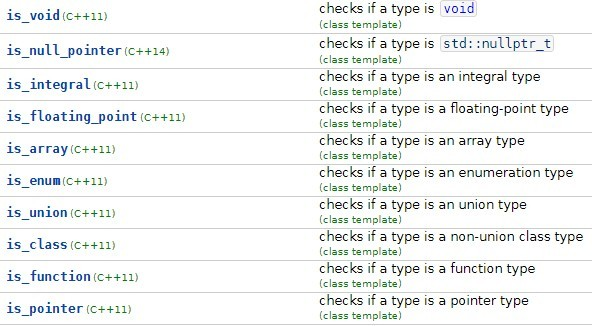 is_void(C++11) checks if a type is void
(class template)
is_null_pointer(C++14) checks if a type is std::nullptr_t
(class template)
is_integral(C++11) checks if a type is an integral type
(class template)
is_floating_point(C++11) checks if a type is a floating-point type
(class template)
is_array(C++11) checks if a type is an array type
(class template)
is_enum(C++11) checks if a type is an enumeration type
(class template)
is_union(C++11) checks if a type is an union type
(class template)
is_class(C++11) checks if a type is a non-union class type
(class template)
is_function(C++11) checks if a type is a function type
(class template)
is_pointer(C++11) checks if a type is a pointer type
(class template)